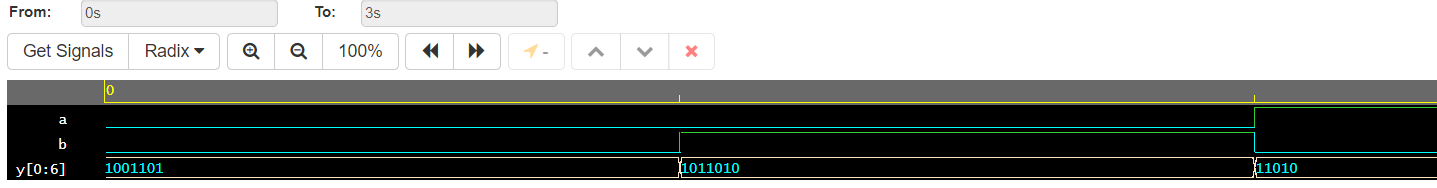 From: 0s To: 3s
Get Signals Radix 100% -
0
a
b
y[0:6] 1001101 1011010 11010